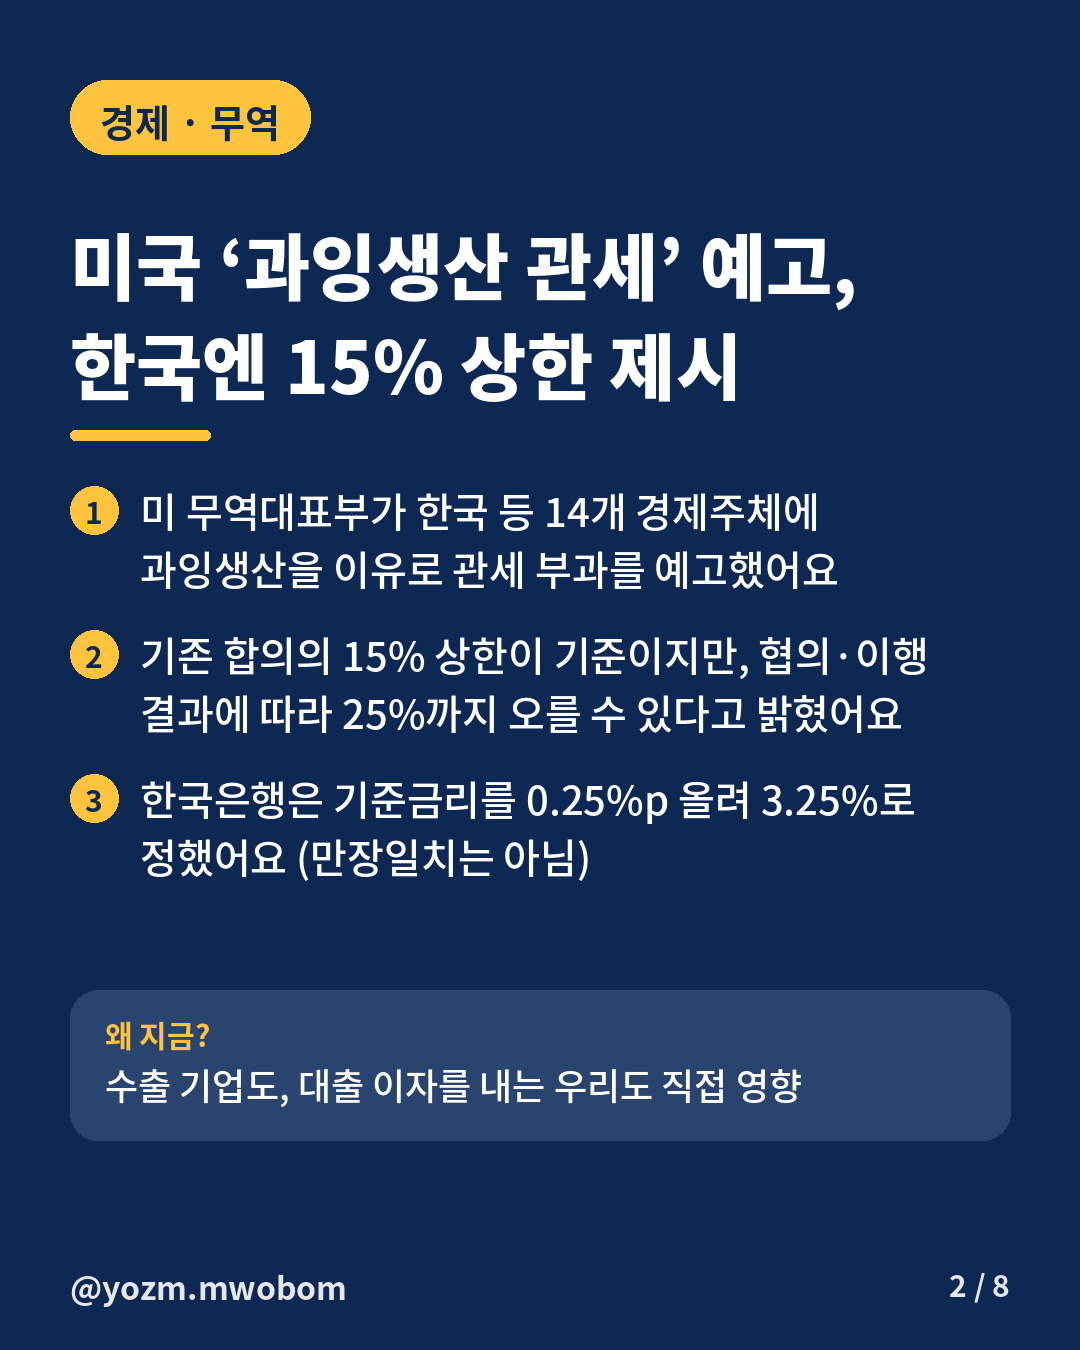 경제 · 무역
미국 ‘과잉생산 관세’ 예고,
한국엔 15% 상한 제시
1 미 무역대표부가 한국 등 14개 경제주체에
과잉생산을 이유로 관세 부과를 예고했어요
2 기존 합의의 15% 상한이 기준이지만, 협의·이행
결과에 따라 25%까지 오를 수 있다고 밝혔어요
3 한국은행은 기준금리를 0.25%p 올려 3.25%로
정했어요 (만장일치는 아님)
왜 지금?
수출 기업도, 대출 이자를 내는 우리도 직접 영향
@yozm.mwobom
2 / 8